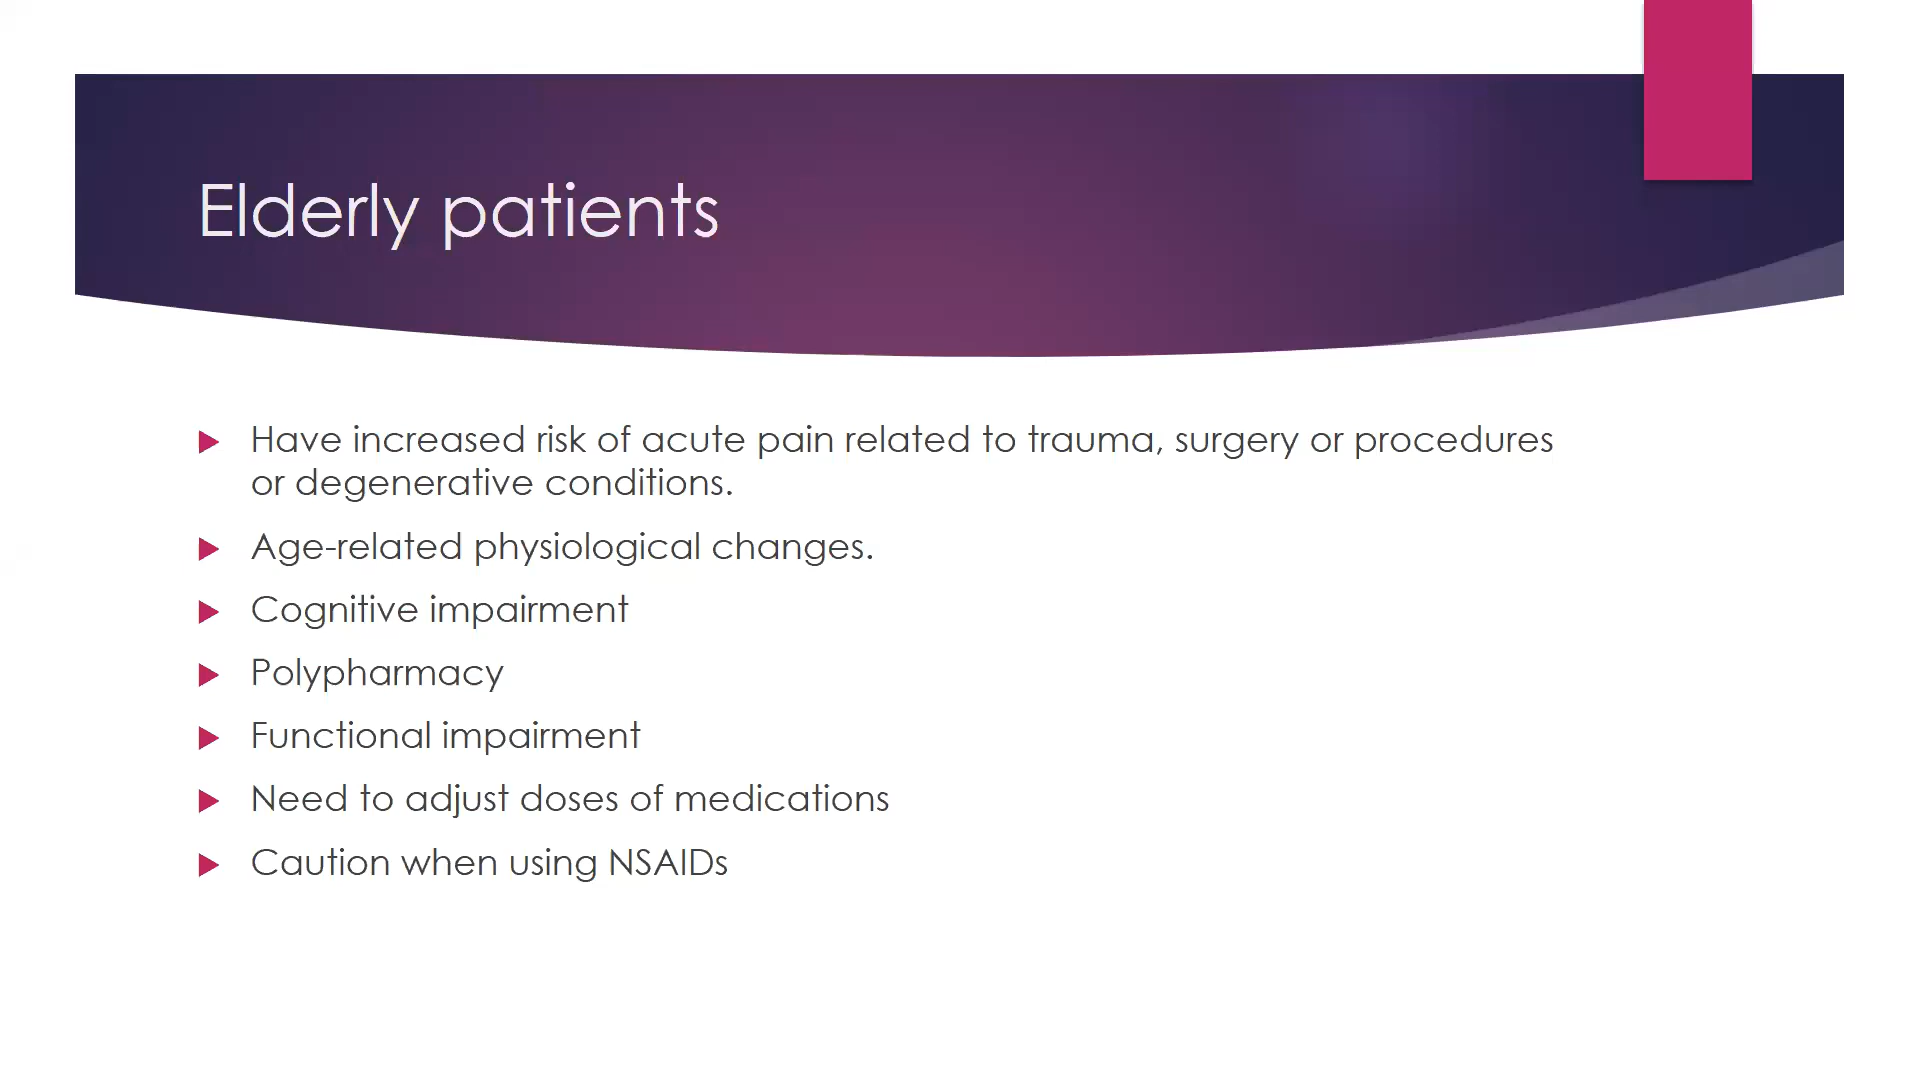 Elderly patients
Have increased risk of acute pain related to trauma, surgery or procedures
or degenerative conditions.
Age-related physiological changes.
Cognitive impairment
Polypharmacy
Functional impairment
Need to adjust doses of medications
Caution when using NSAIDs